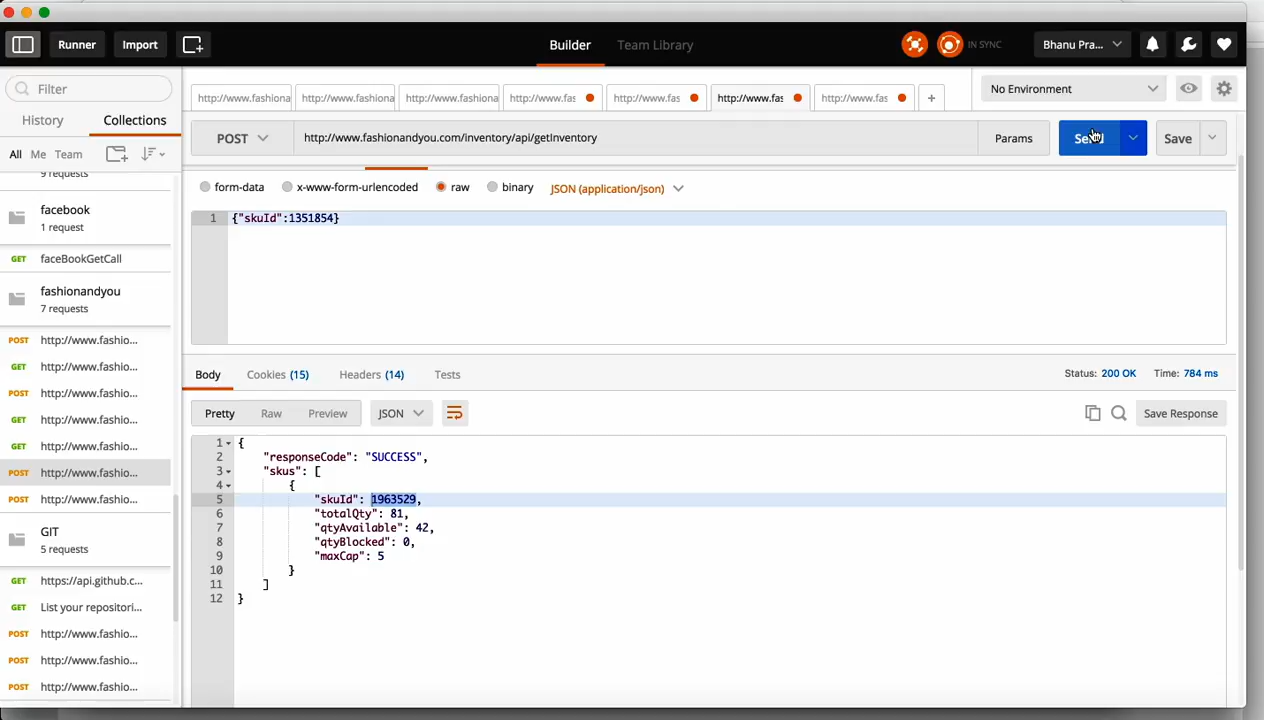 Runner
Import
Builder
Team Library
IN SYNC
Bhanu Pra...
Filter
http://www.fashiona
http://www.fashiona
http://www.fashiona
http://www.fas
http://www.fas
http://www.fas
http://www.fas
+
No Environment
History
Collections
POST
http://www.fashionandyou.com/inventory/api/getInventory
Params
Save
All Me Team
9 requests
form-data
x-www-form-urlencoded
raw
binary
JSON (application/json)
facebook
1 request
1
{"skuId":1351854}
GET faceBookGetCall
fashionandyou
7 requests
POST http://www.fashio...
GET http://www.fashio...
POST http://www.fashio...
GET http://www.fashio...
GET http://www.fashio...
POST http://www.fashio...
POST http://www.fashio...
GIT
5 requests
GET https://api.github.c...
GET List your repositori...
POST http://www.fashio...
POST http://www.fashio...
POST http://www.fashio...
Body
Cookies (15)
Headers (14)
Tests
Status: 200 OK
Time: 784 ms
Pretty
Raw
Preview
JSON
Save Response
1 {
2 "responseCode": "SUCCESS",
3 "skus": [
4 {
5 "skuId": 1963529,
6 "totalQty": 81,
7 "qtyAvailable": 42,
8 "qtyBlocked": 0,
9 "maxCap": 5
10 }
11 ]
12 }